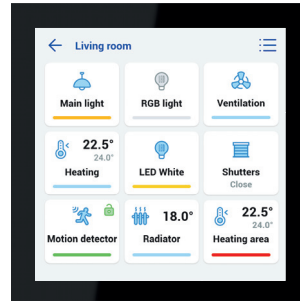 Living room
Main light
RGB light
Ventilation
22.5°
24.0°
Heating
LED White
Shutters
Close
Motion detector
18.0°
Radiator
22.5°
24.0°
Heating area